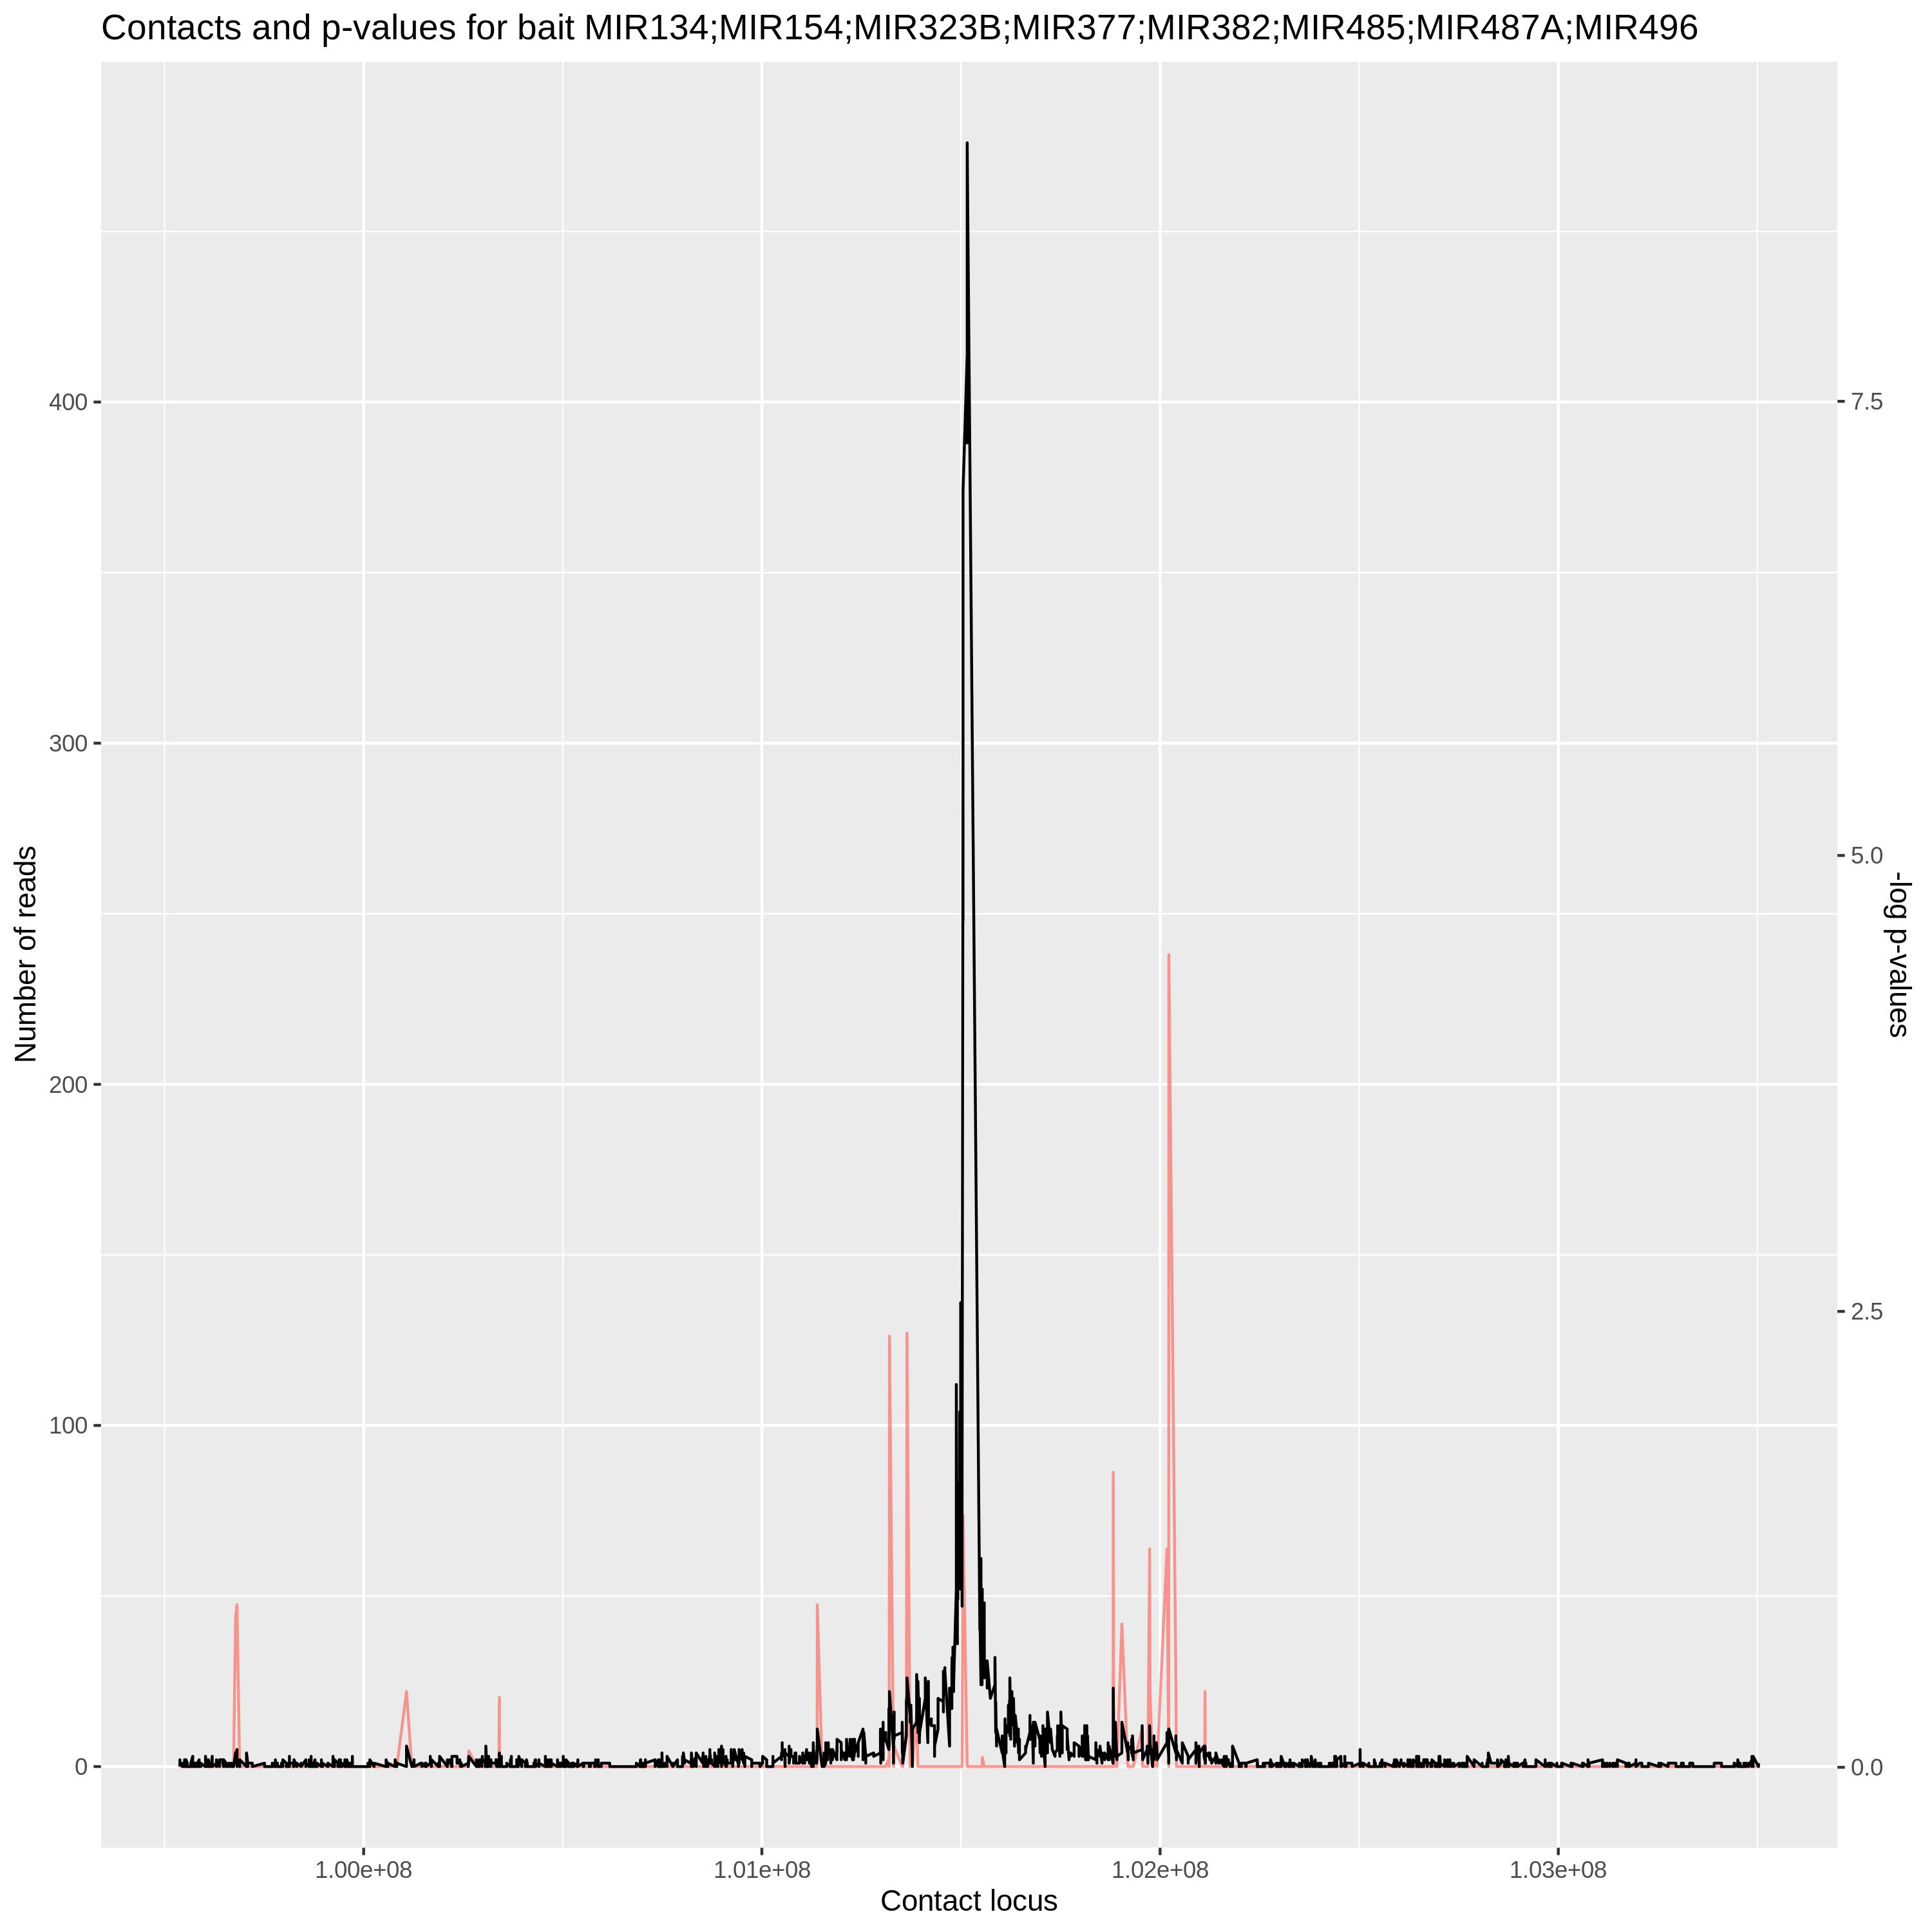 Contacts and p-values for bait MIR134;MIR154;MIR323B;MIR377;MIR382;MIR485;MIR487A;MIR496
Number of reads
400
300
200
100
0
7.5
5.0
2.5
0.0
-log p-values
1.00e+08
1.01e+08
1.02e+08
1.03e+08
Contact locus